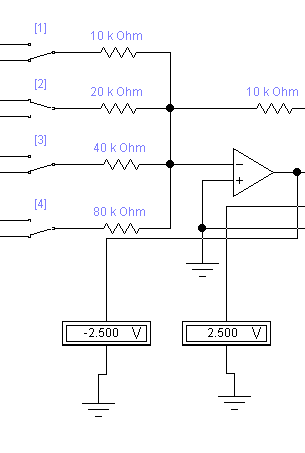 [1]
10 k Ohm
[2]
20 k Ohm
10 k Ohm
[3]
40 k Ohm
[4]
80 k Ohm
-2.500 V
2.500 V